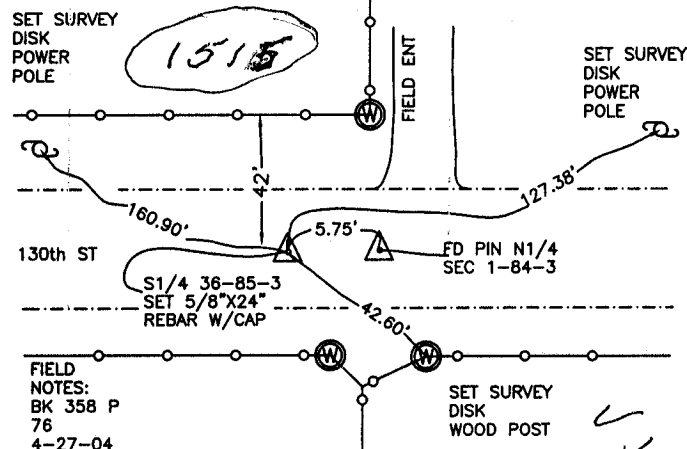 SET SURVEY
DISK
POWER
POLE
FIELD ENT
SET SURVEY
DISK
POWER
POLE
W
42'
160.90'
127.38'
5.75'
130th ST
FD PIN N1/4
SEC 1-84-3
S1/4 36-85-3
SET 5/8"X24"
REBAR W/CAP
42.60'
W
W
FIELD
NOTES:
BK 358 P
76
4-27-04
SET SURVEY
DISK
WOOD POST